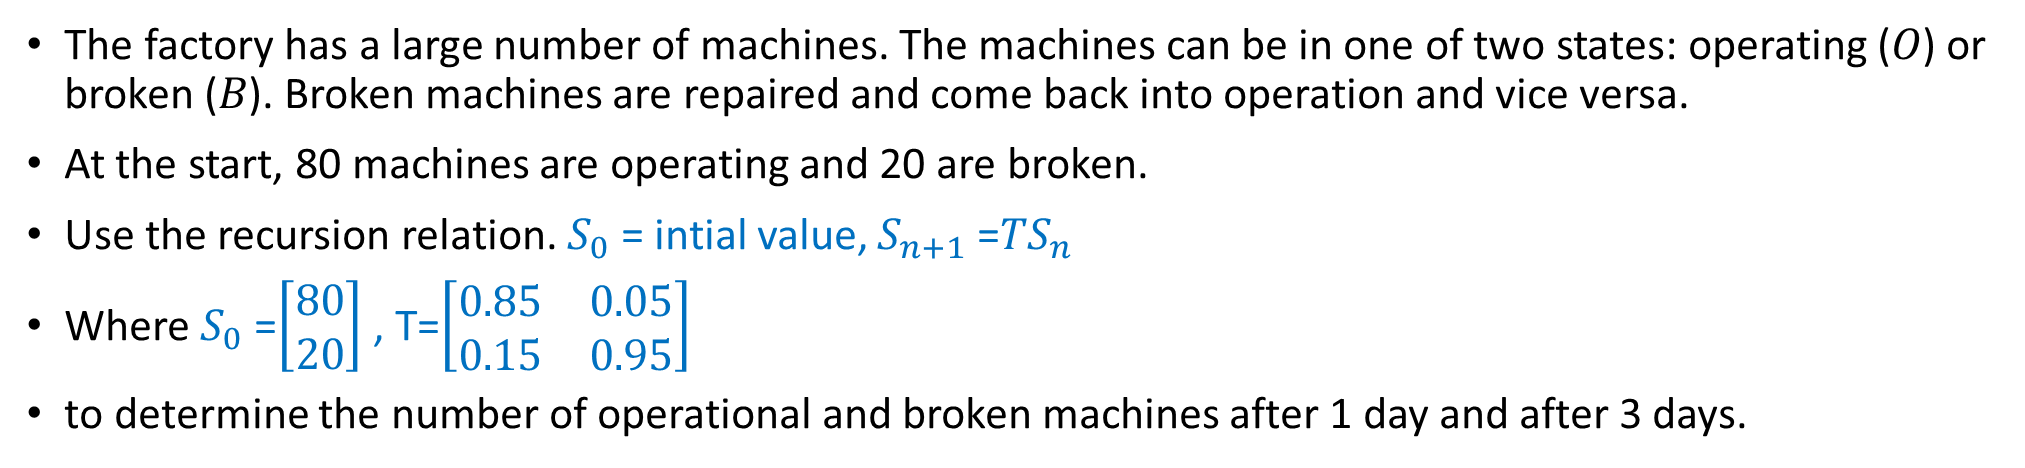 • The factory has a large number of machines. The machines can be in one of two states: operating (O) or
broken (B). Broken machines are repaired and come back into operation and vice versa.
• At the start, 80 machines are operating and 20 are broken.
• Use the recursion relation. S₀ = intial value, Sₙ₊₁ =TSₙ
• Where S₀ =[80; 20] , T=[0.85 0.05; 0.15 0.95]
• to determine the number of operational and broken machines after 1 day and after 3 days.